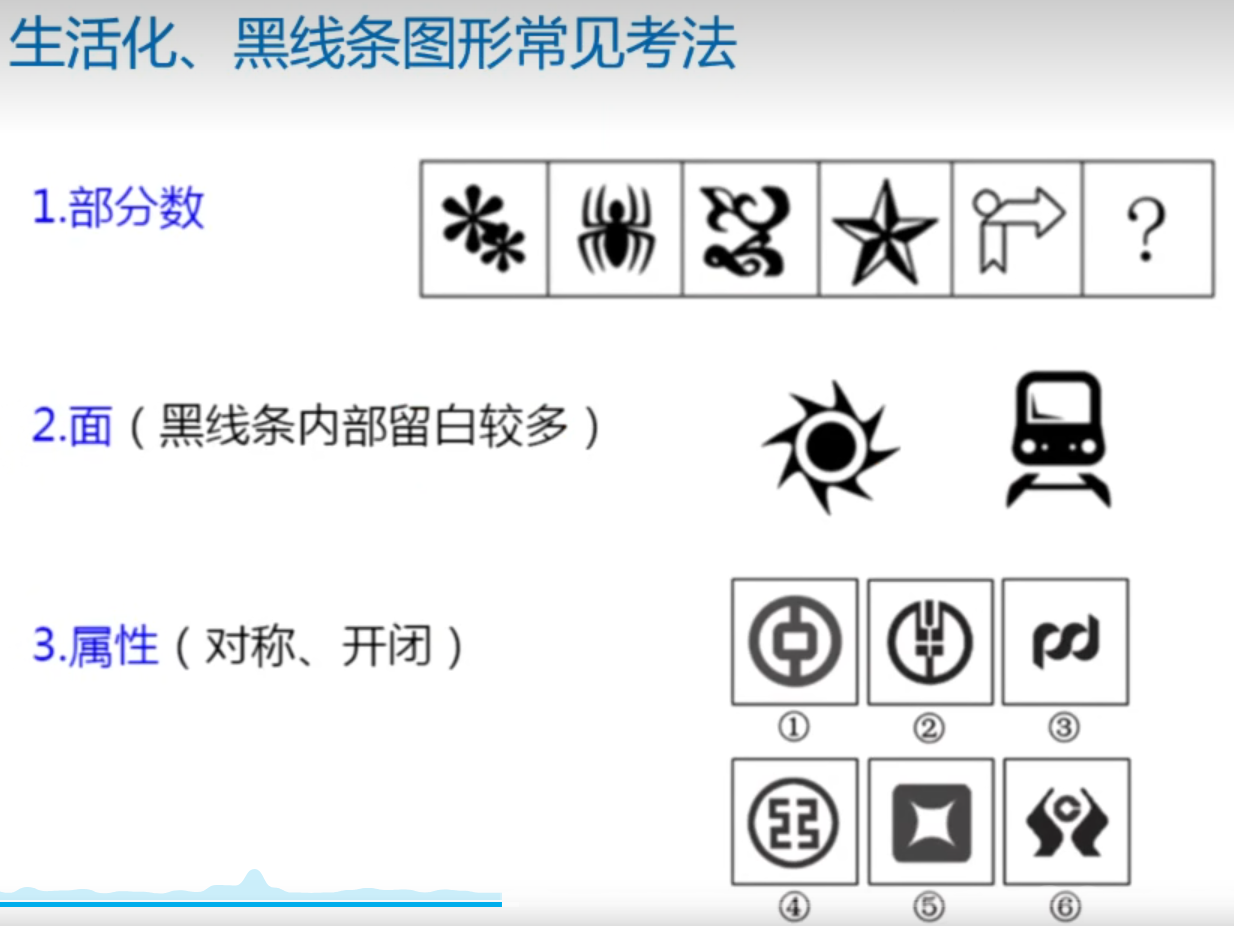 生活化、黑线条图形常见考法
1.部分数
?
2.面（黑线条内部留白较多）
3.属性（对称、开闭）
① ② ③
④ ⑤ ⑥